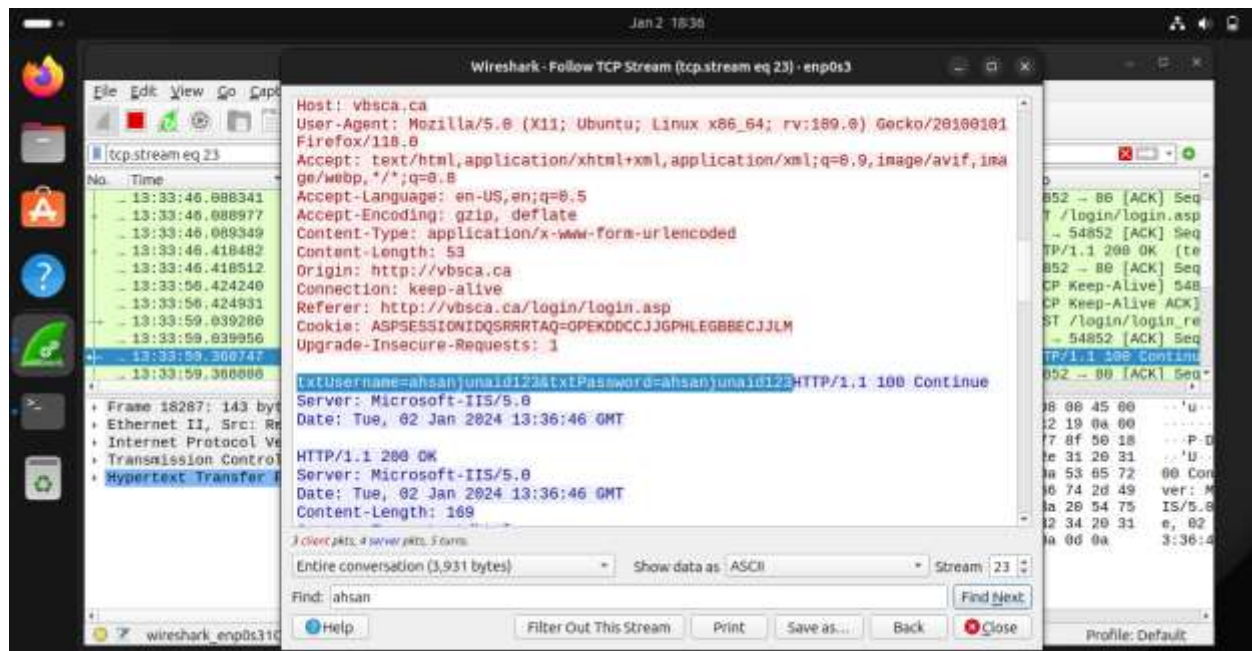 Jan 2 18:36
Wireshark - Follow TCP Stream (tcp.stream eq 23) - enp0s3
File Edit View Go Capt
tcp.stream eq 23
No. Time
13:33:46.088341
13:33:46.088977
13:33:46.089349
13:33:46.418482
13:33:46.418512
13:33:56.424240
13:33:56.424931
13:33:59.039280
13:33:59.039956
13:33:59.360747
Host: vbsca.ca
User-Agent: Mozilla/5.0 (X11; Ubuntu; Linux x86_64; rv:109.0) Gecko/20100101
Firefox/118.0
Accept: text/html,application/xhtml+xml,application/xml;q=0.9,image/avif,ima
ge/webp,*/*;q=0.8
Accept-Language: en-US,en;q=0.5
Accept-Encoding: gzip, deflate
Content-Type: application/x-www-form-urlencoded
Content-Length: 53
Origin: http://vbsca.ca
Connection: keep-alive
Referer: http://vbsca.ca/login/login.asp
Cookie: ASPSESSIONIDQSRRRTAQ=OPEKDDCCJJGPHLEGBBECJJLM
Upgrade-Insecure-Requests: 1
txtUsername=ahsanjunaid123&txtPassword=ahsanjunaid123HTTP/1.1 100 Continue
Server: Microsoft-IIS/5.0
Date: Tue, 02 Jan 2024 13:36:46 GMT
HTTP/1.1 200 OK
Server: Microsoft-IIS/5.0
Date: Tue, 02 Jan 2024 13:36:46 GMT
Content-Length: 169
3 client pkts, 4 server pkts, 5 turns.
Entire conversation (3,931 bytes)
Show data as ASCII
Stream 23
Find: ahsan
Find Next
Help
Filter Out This Stream
Print
Save as...
Back
Close
852 → 80 [ACK] Seq
T /login/login.asp
→ 54852 [ACK] Seq
TP/1.1 200 OK (te
852 → 80 [ACK] Seq
CP Keep-Alive] 548
CP Keep-Alive ACK]
ST /login/login_re
→ 54852 [ACK] Seq
TP/1.1 100 Continu
852 → 80 [ACK] Seq
Frame 18287: 143 byt
Ethernet II, Src: Re
Internet Protocol Ve
Transmission Control
Hypertext Transfer P
wireshark_enp0s31C
Profile: Default